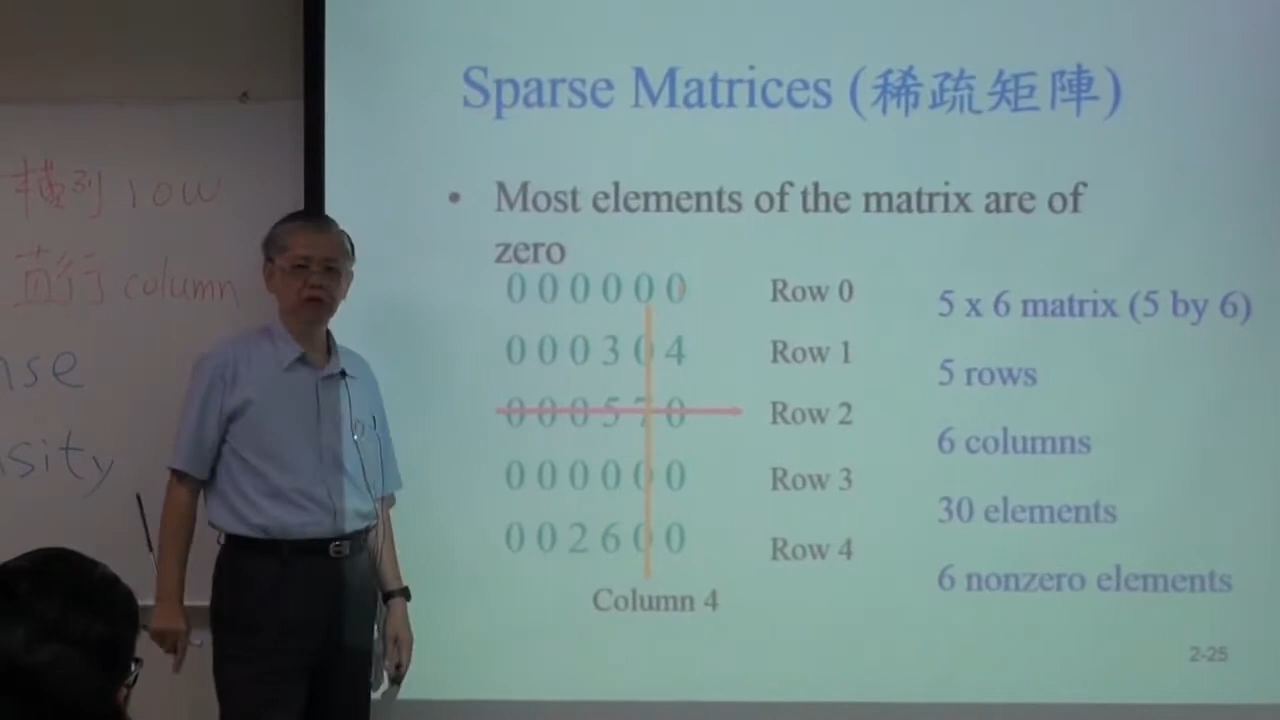 橫列 row
直行 column
nse
nsity
Sparse Matrices (稀疏矩陣)
• Most elements of the matrix are of
zero
0 0 0 0 0 0 Row 0
0 0 0 3 0 4 Row 1
0 0 0 5 7 0 Row 2
0 0 0 0 0 0 Row 3
0 0 2 6 0 0 Row 4
Column 4
5 x 6 matrix (5 by 6)
5 rows
6 columns
30 elements
6 nonzero elements
2-25